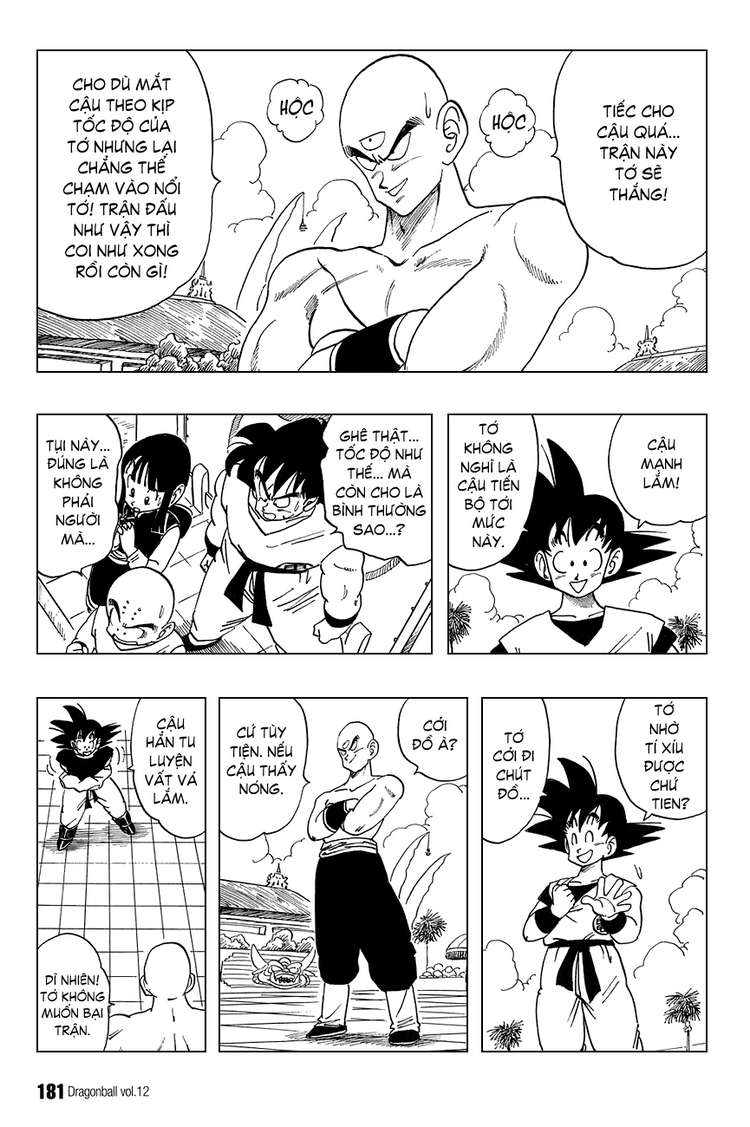 TIẾC CHO
CẬU QUÁ...
TRẬN NÀY
TỚ SẼ
THẮNG!
HỘC
HỘC
CHO DÙ MẮT
CẬU THEO KỊP
TỐC ĐỘ CỦA
TỚ NHƯNG LẠI
CHẲNG THỂ
CHẠM VÀO NỔI
TỚ! TRẬN ĐẤU
NHƯ VẬY THÌ
COI NHƯ XONG
RỒI CÒN GÌ!
CẬU
MẠNH
LẮM!
TỚ
KHÔNG
NGHĨ LÀ
CẬU TIẾN
BỘ TỚI
MỨC
NÀY.
GHÊ THẬT...
TỐC ĐỘ NHƯ
THẾ... MÀ
CÒN CHO LÀ
BÌNH THƯỜNG
SAO...?
TỤI NÀY...
ĐÚNG LÀ
KHÔNG
PHẢI
NGƯỜI
MÀ...
TỚ
NHỜ
TÍ XÍU
ĐƯỢC
CHỨ
TIEN?
TỚ
CỞI ĐI
CHÚT
ĐỒ...
CỞI
ĐỒ À?
CỨ TÙY
TIỆN. NẾU
CẬU THẤY
NÓNG.
CẬU
HẲN TU
LUYỆN
VẤT VẢ
LẮM.
DĨ NHIÊN!
TỚ KHÔNG
MUỐN BẠI
TRẬN.
181 Dragonball vol.12